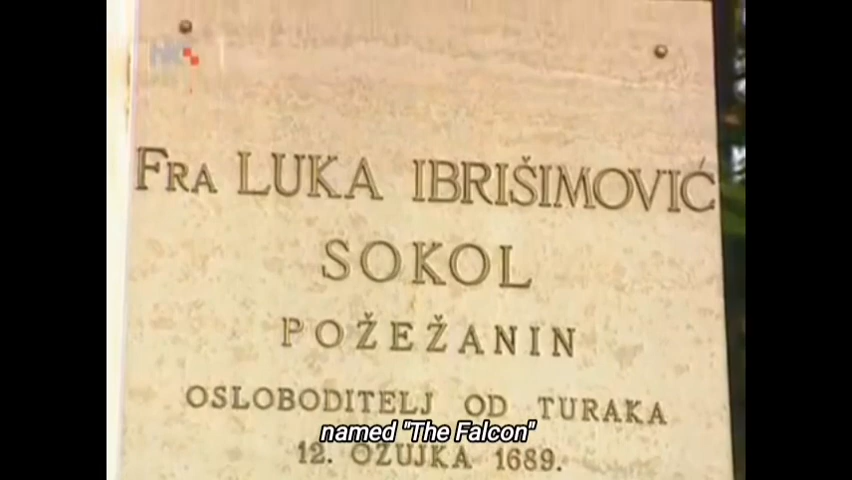 FRA LUKA IBRIŠIMOVIĆ
SOKOL
POŽEŽANIN
OSLOBODITELJ OD TURAKA
named "The Falcon"
12. OŽUJKA 1689.